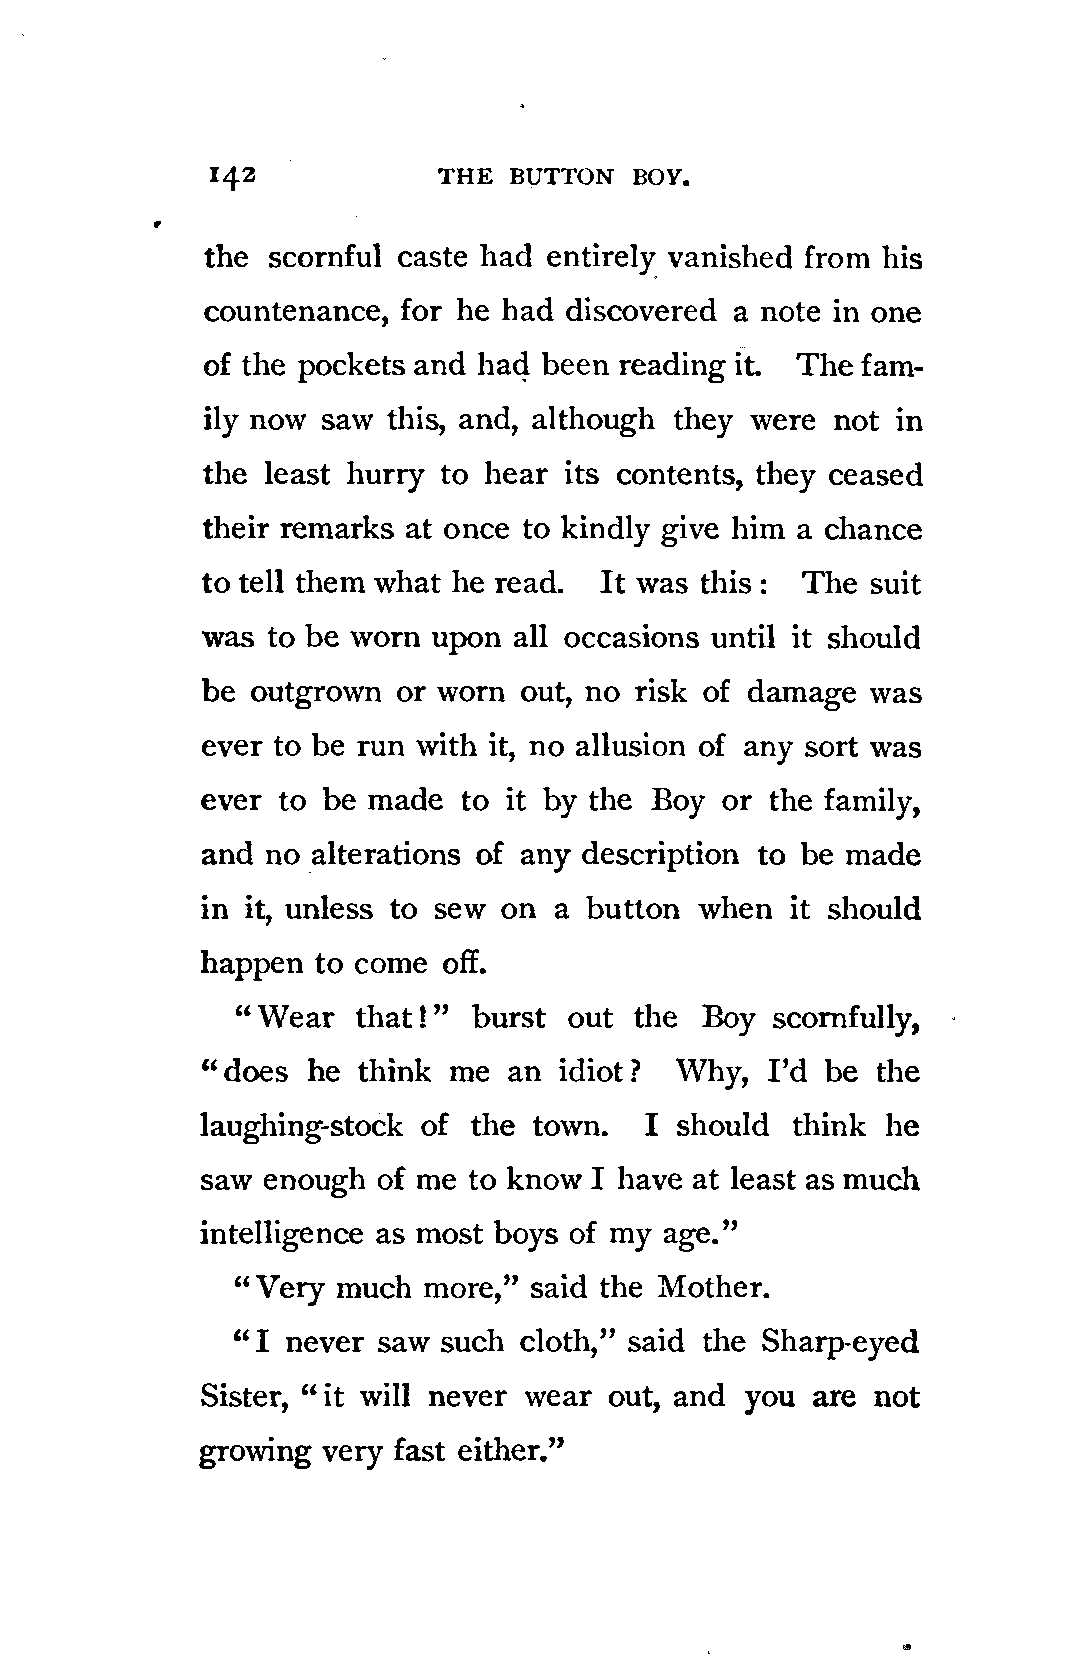 142 THE BUTTON BOY.
the scornful caste had entirely vanished from his
countenance, for he had discovered a note in one
of the pockets and had been reading it. The fam-
ily now saw this, and, although they were not in
the least hurry to hear its contents, they ceased
their remarks at once to kindly give him a chance
to tell them what he read. It was this: The suit
was to be worn upon all occasions until it should
be outgrown or worn out, no risk of damage was
ever to be run with it, no allusion of any sort was
ever to be made to it by the Boy or the family,
and no alterations of any description to be made
in it, unless to sew on a button when it should
happen to come off.
"Wear that!" burst out the Boy scornfully,
"does he think me an idiot? Why, I'd be the
laughing-stock of the town. I should think he
saw enough of me to know I have at least as much
intelligence as most boys of my age."
"Very much more," said the Mother.
"I never saw such cloth," said the Sharp-eyed
Sister, "it will never wear out, and you are not
growing very fast either."